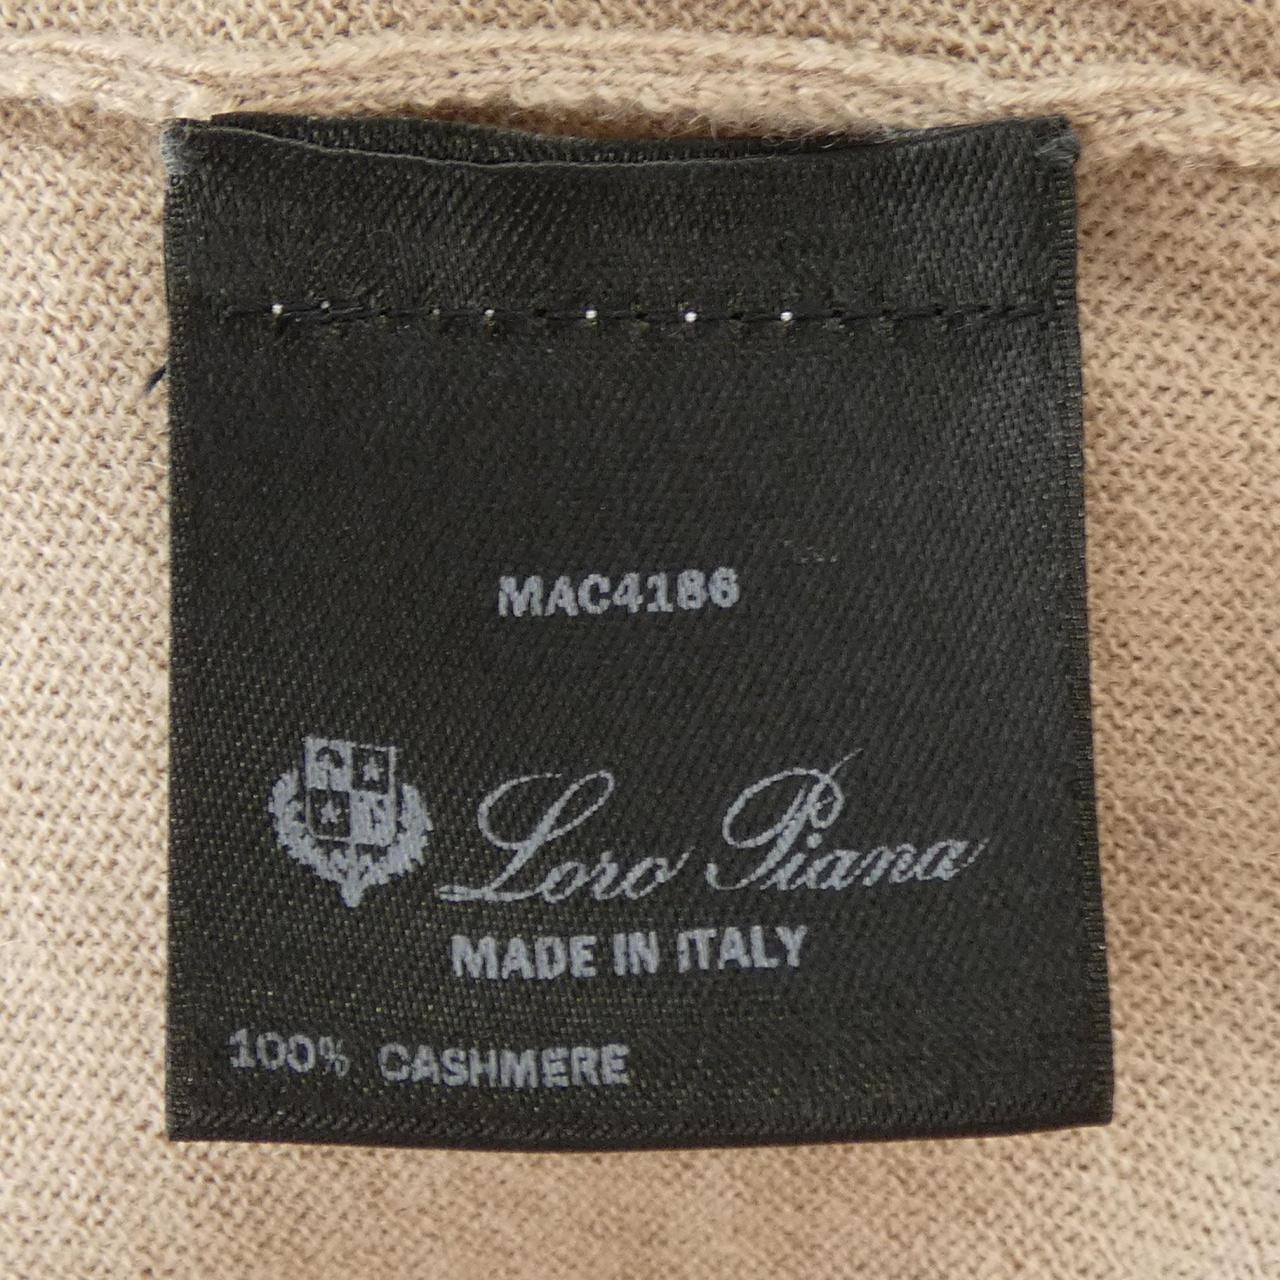 MAC4186
Loro Piana
MADE IN ITALY
100% CASHMERE